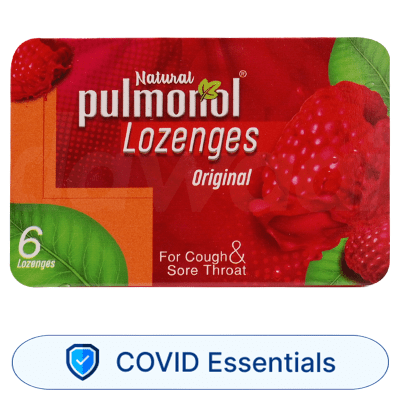 Natural
pulmonol®
Lozenges
Original
6
Lozenges
For Cough &
Sore Throat
COVID Essentials